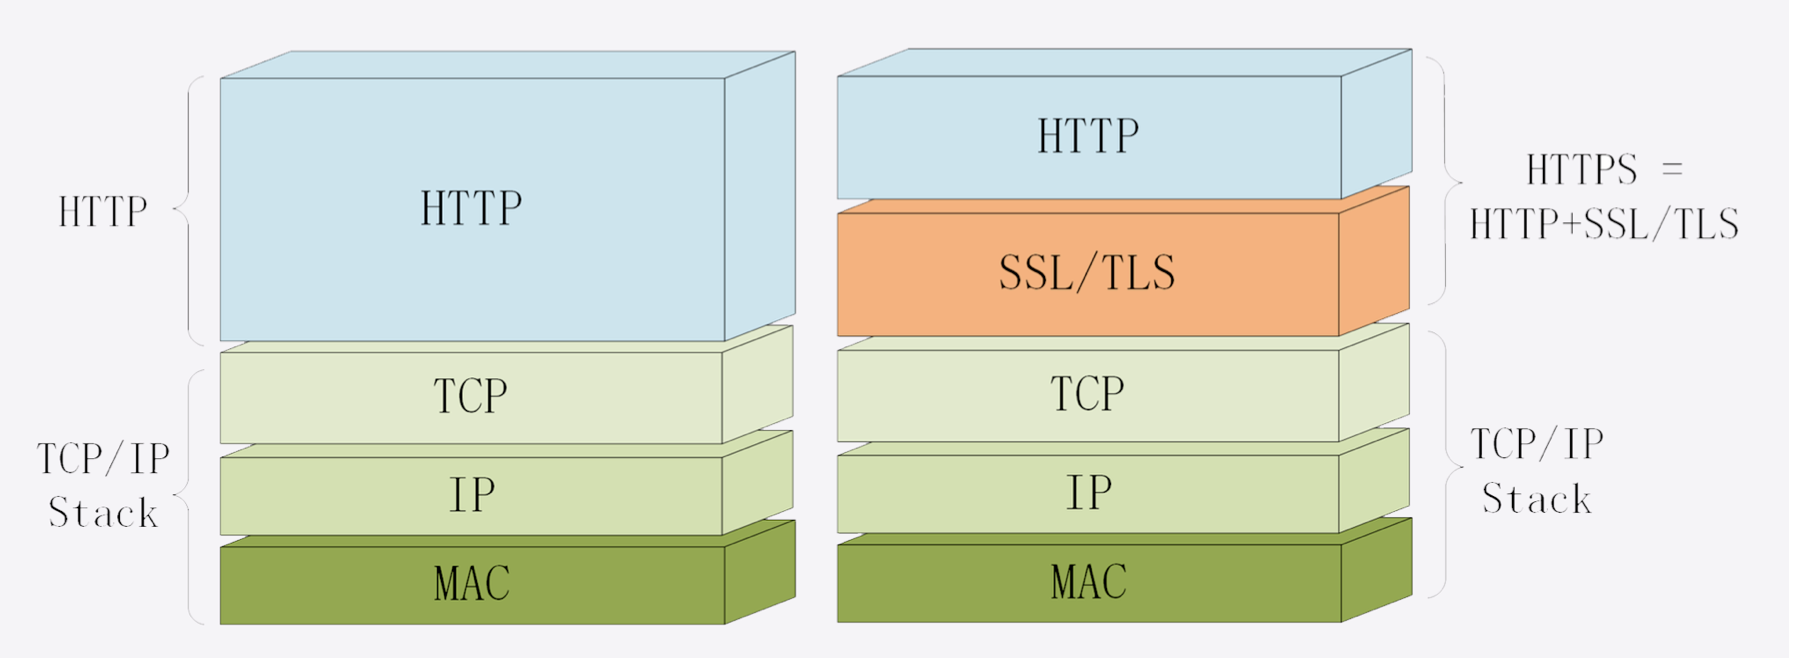 HTTP
TCP/IP
Stack
HTTP
TCP
IP
MAC
HTTP
SSL/TLS
TCP
IP
MAC
HTTPS =
HTTP+SSL/TLS
TCP/IP
Stack